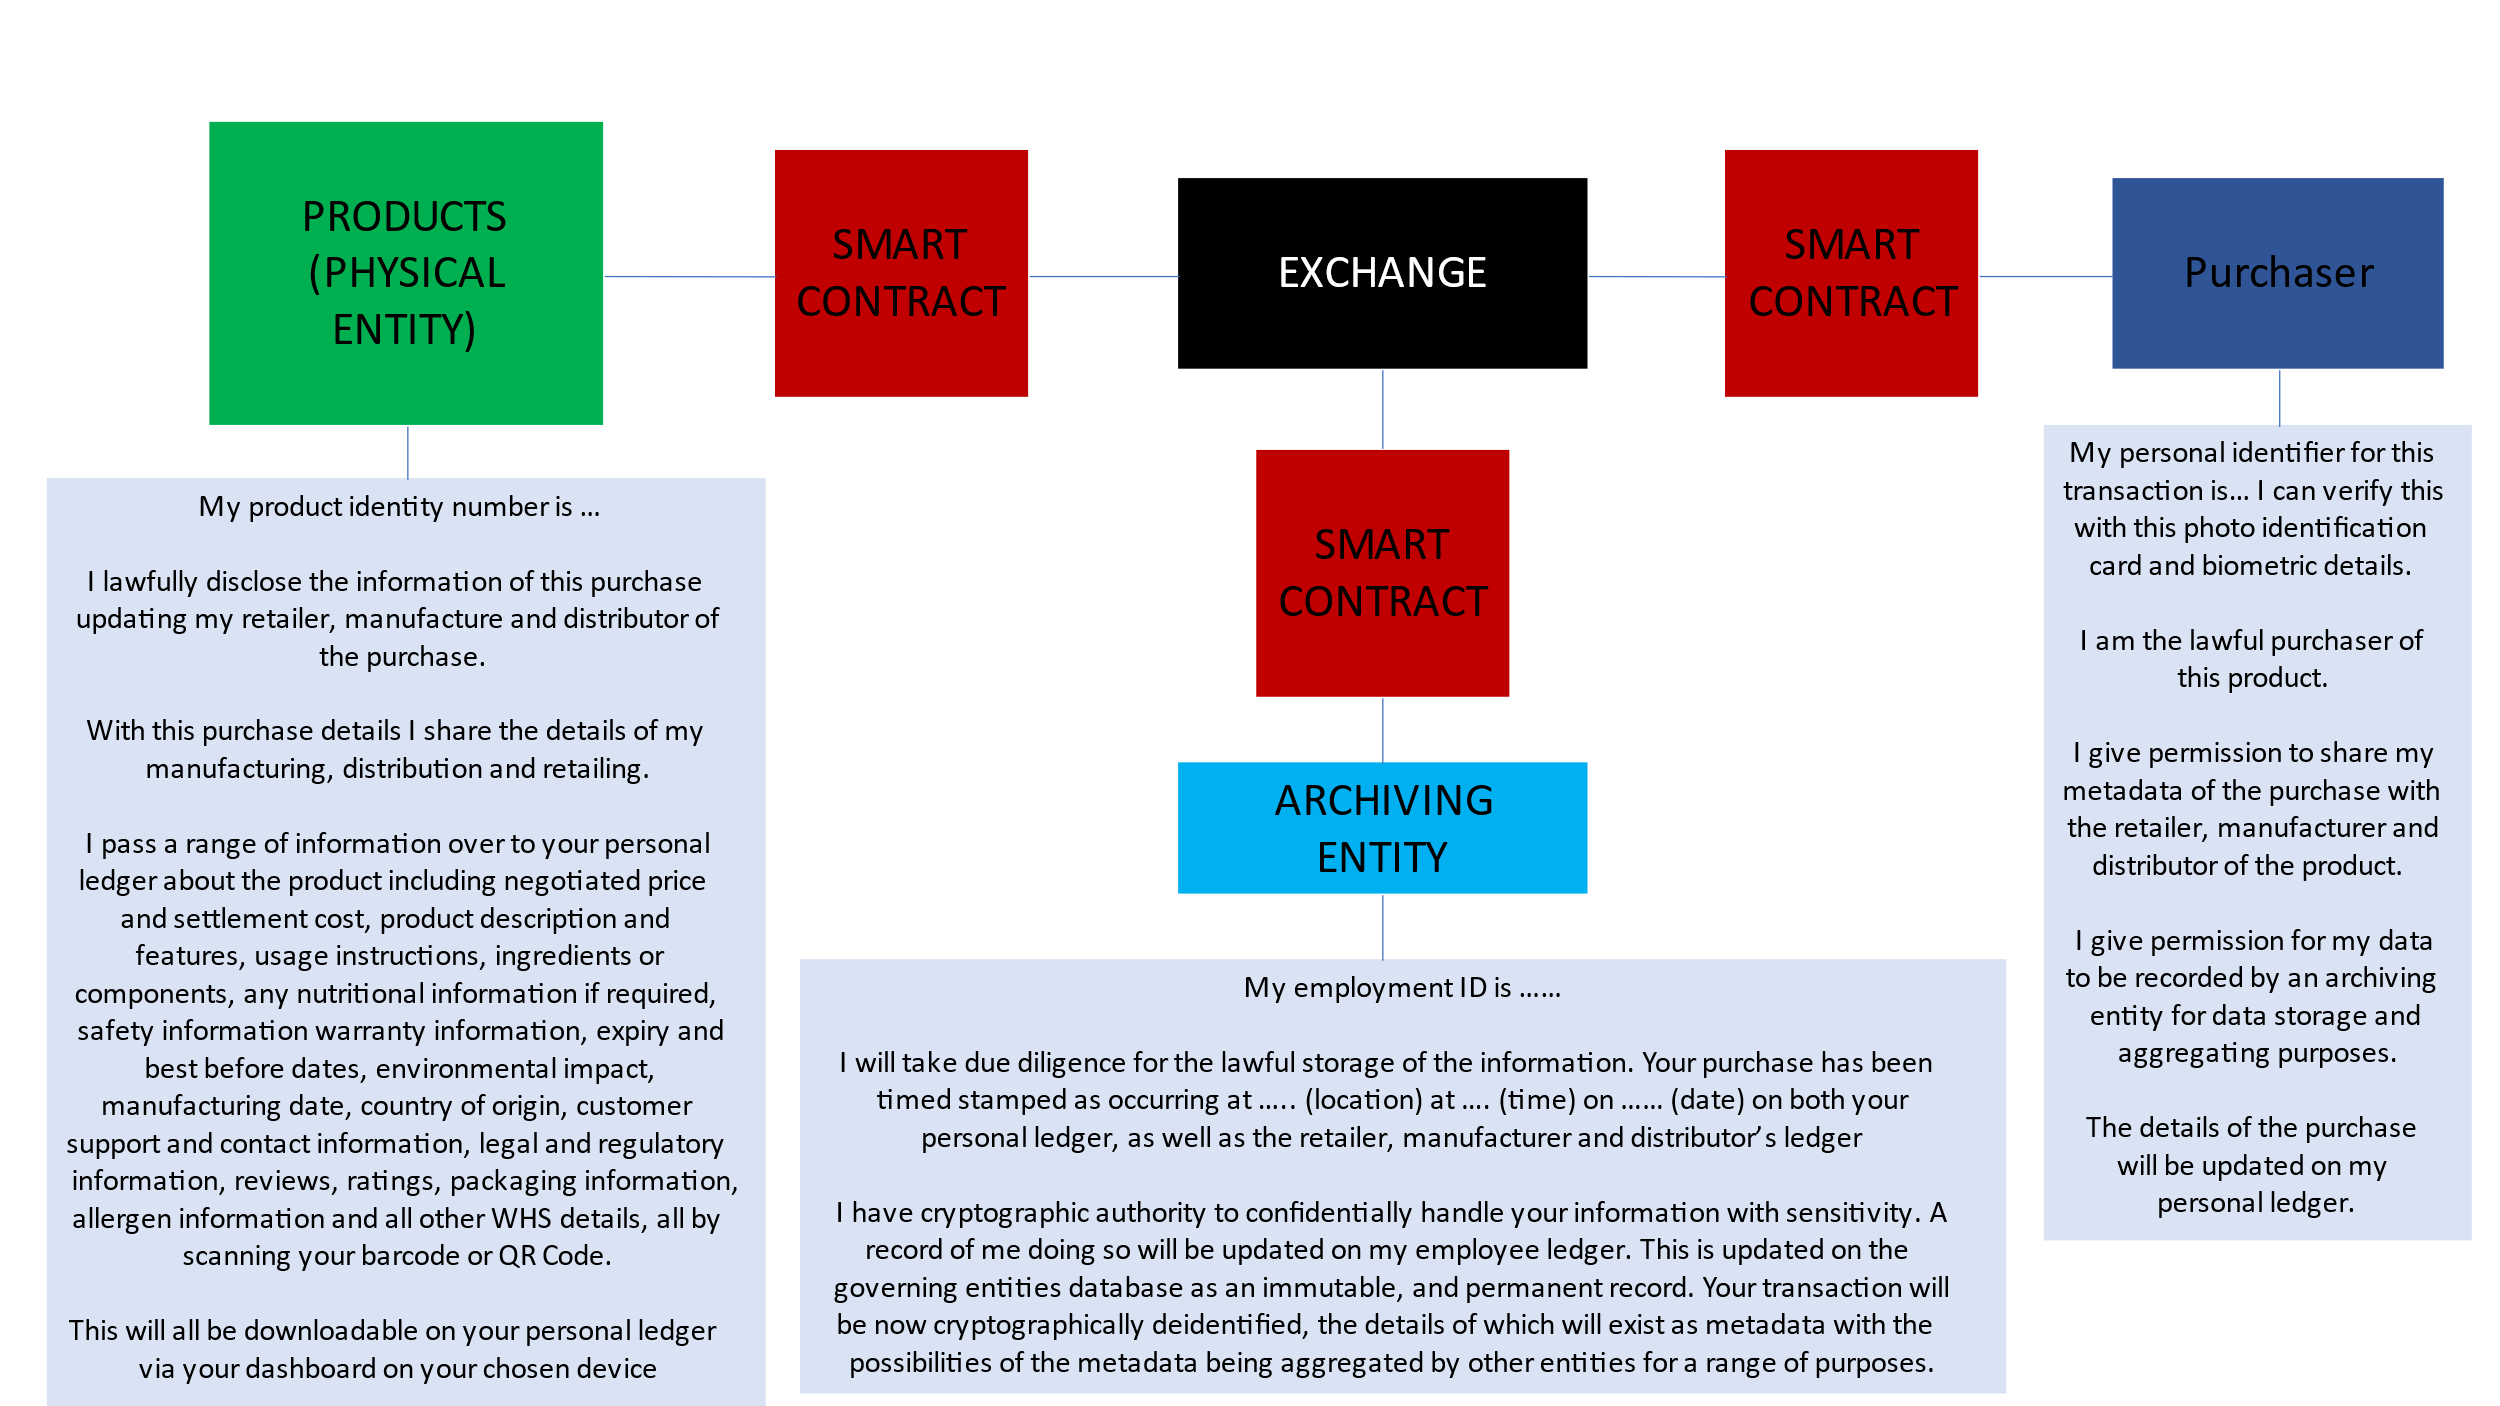 PRODUCTS
(PHYSICAL
ENTITY)
SMART
CONTRACT
EXCHANGE
SMART
CONTRACT
Purchaser
My product identity number is …
I lawfully disclose the information of this purchase
updating my retailer, manufacture and distributor of
the purchase.
With this purchase details I share the details of my
manufacturing, distribution and retailing.
I pass a range of information over to your personal
ledger about the product including negotiated price
and settlement cost, product description and
features, usage instructions, ingredients or
components, any nutritional information if required,
safety information warranty information, expiry and
best before dates, environmental impact,
manufacturing date, country of origin, customer
support and contact information, legal and regulatory
information, reviews, ratings, packaging information,
allergen information and all other WHS details, all by
scanning your barcode or QR Code.
This will all be downloadable on your personal ledger
via your dashboard on your chosen device
SMART
CONTRACT
ARCHIVING
ENTITY
My employment ID is ……
I will take due diligence for the lawful storage of the information. Your purchase has been
timed stamped as occurring at ….. (location) at …. (time) on …… (date) on both your
personal ledger, as well as the retailer, manufacturer and distributor’s ledger
I have cryptographic authority to confidentially handle your information with sensitivity. A
record of me doing so will be updated on my employee ledger. This is updated on the
governing entities database as an immutable, and permanent record. Your transaction will
be now cryptographically deidentified, the details of which will exist as metadata with the
possibilities of the metadata being aggregated by other entities for a range of purposes.
My personal identifier for this
transaction is… I can verify this
with this photo identification
card and biometric details.
I am the lawful purchaser of
this product.
I give permission to share my
metadata of the purchase with
the retailer, manufacturer and
distributor of the product.
I give permission for my data
to be recorded by an archiving
entity for data storage and
aggregating purposes.
The details of the purchase
will be updated on my
personal ledger.